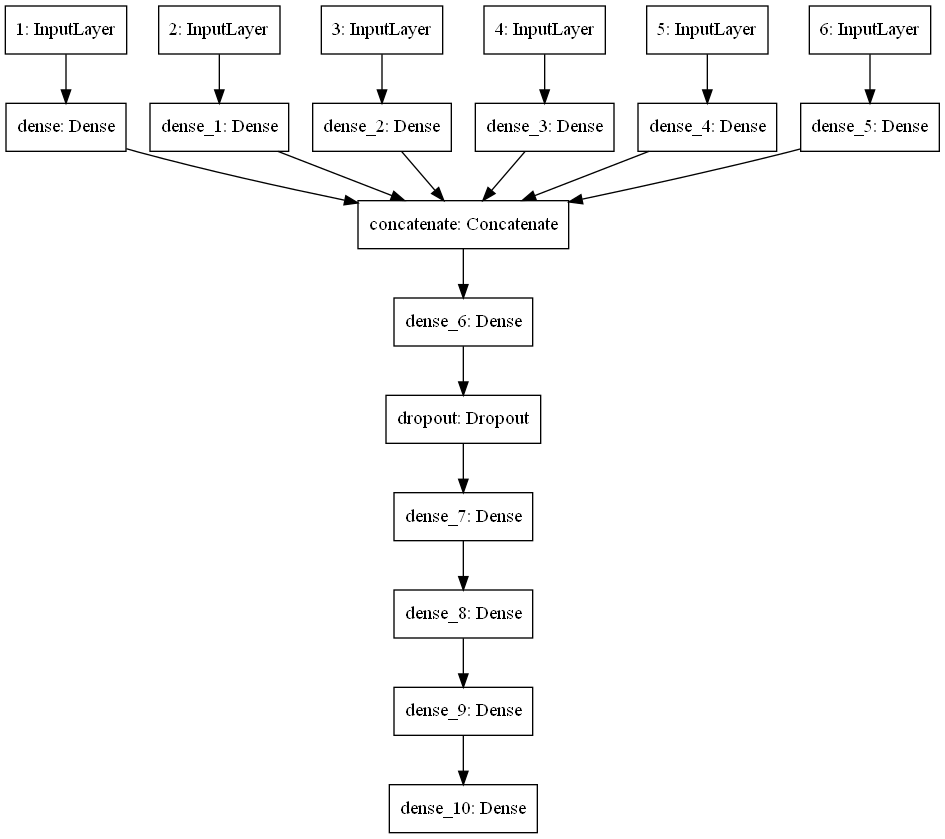 1: InputLayer
2: InputLayer
3: InputLayer
4: InputLayer
5: InputLayer
6: InputLayer
dense: Dense
dense_1: Dense
dense_2: Dense
dense_3: Dense
dense_4: Dense
dense_5: Dense
concatenate: Concatenate
dense_6: Dense
dropout: Dropout
dense_7: Dense
dense_8: Dense
dense_9: Dense
dense_10: Dense